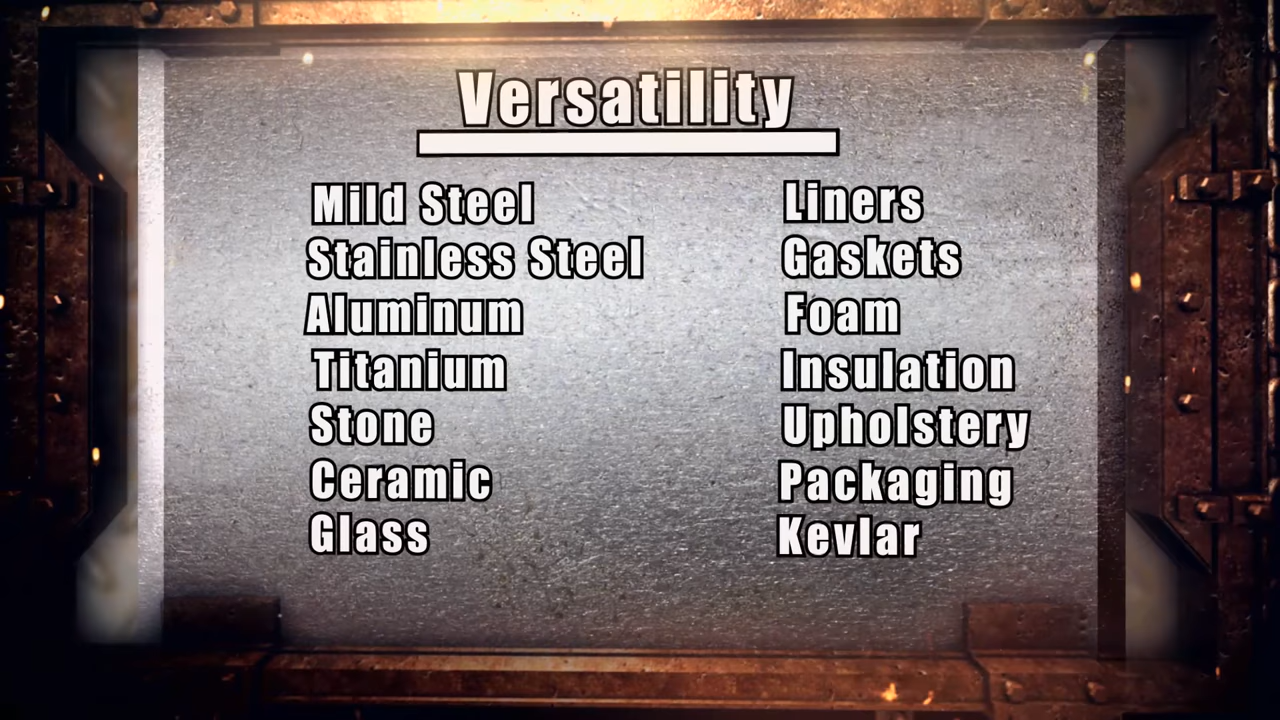 Versatility
Mild Steel
Stainless Steel
Aluminum
Titanium
Stone
Ceramic
Glass
Liners
Gaskets
Foam
Insulation
Upholstery
Packaging
Kevlar